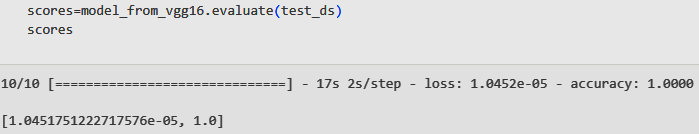 scores=model_from_vgg16.evaluate(test_ds)
scores
10/10 [==============================] - 17s 2s/step - loss: 1.0452e-05 - accuracy: 1.0000
[1.0451751222717576e-05, 1.0]